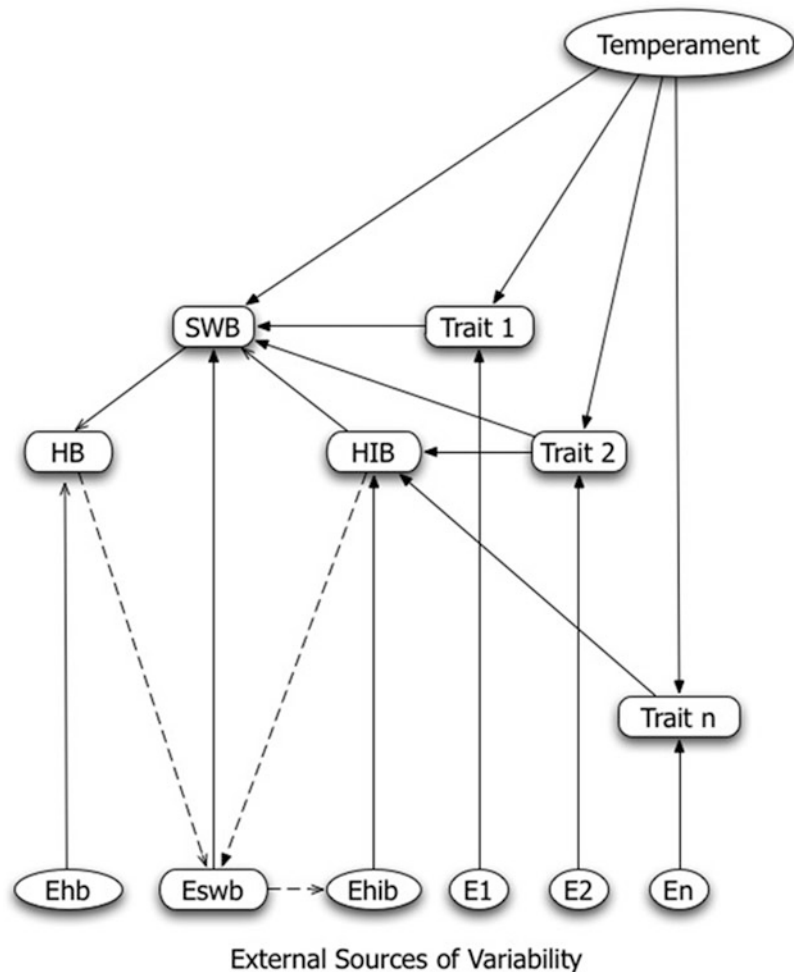 Temperament
SWB
Trait 1
HB
HIB
Trait 2
Trait n
Ehb
Eswb
Ehib
E1
E2
En
External Sources of Variability